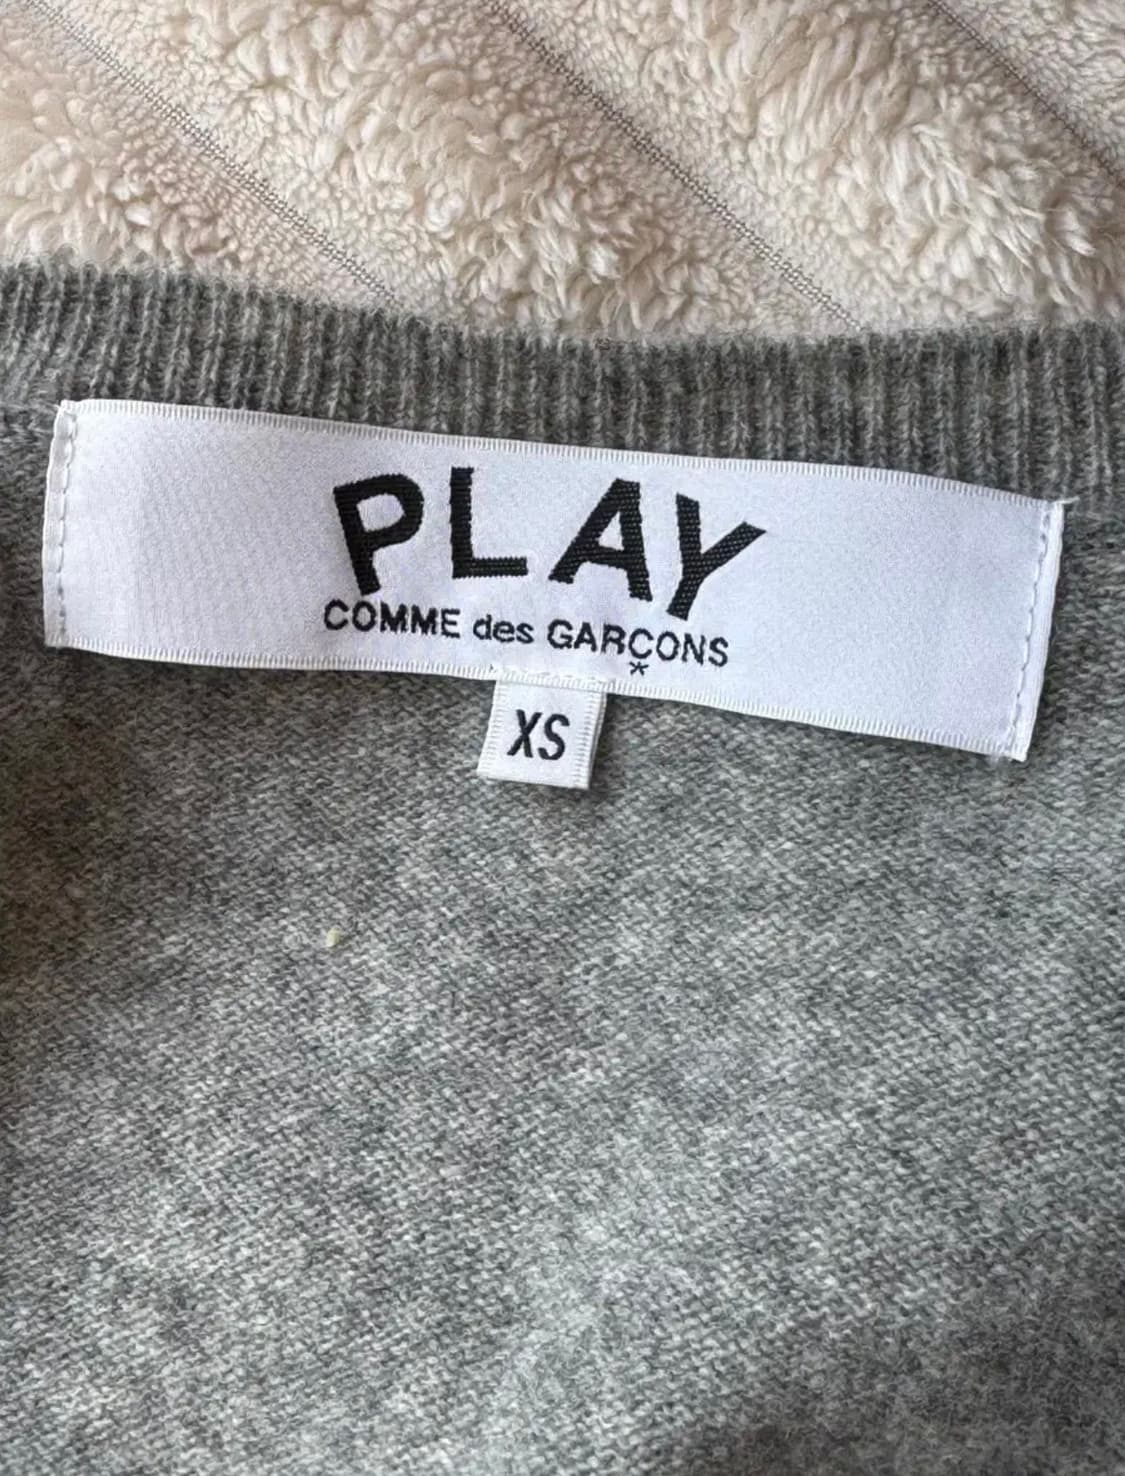 PLAY
COMME des GARÇONS
*
XS